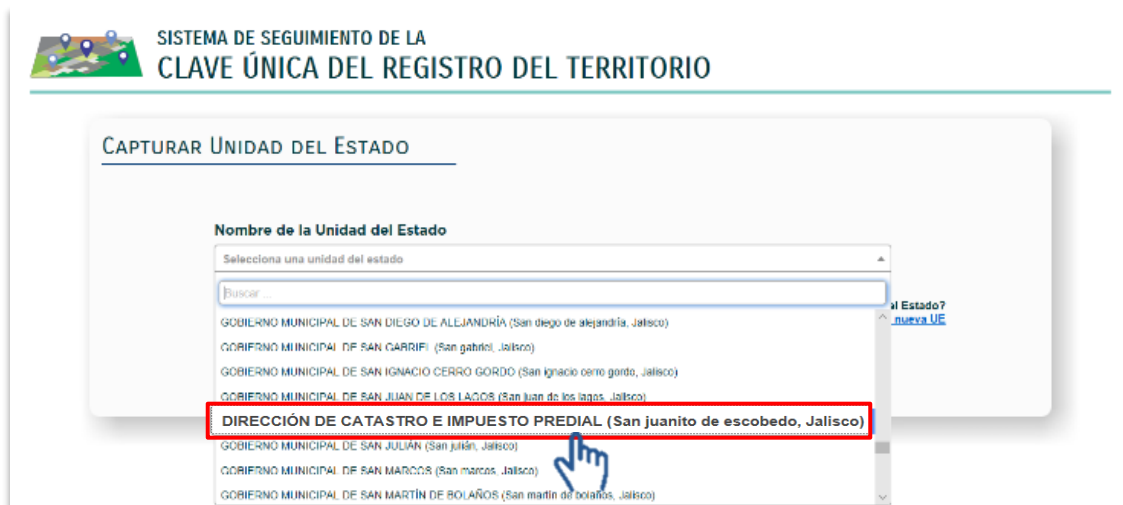 SISTEMA DE SEGUIMIENTO DE LA
CLAVE ÚNICA DEL REGISTRO DEL TERRITORIO
CAPTURAR UNIDAD DEL ESTADO
Nombre de la Unidad del Estado
Selecciona una unidad del estado
Buscar ...
al Estado?
nueva UE
GOBIERNO MUNICIPAL DE SAN DIEGO DE ALEJANDRÍA (San diego de alejandría, Jalisco)
GOBIERNO MUNICIPAL DE SAN GABRIEL (San gabriel, Jalisco)
GOBIERNO MUNICIPAL DE SAN IGNACIO CERRO GORDO (San ignacio cerro gordo, Jalisco)
GOBIERNO MUNICIPAL DE SAN JUAN DE LOS LAGOS (San juan de los lagos, Jalisco)
DIRECCIÓN DE CATASTRO E IMPUESTO PREDIAL (San juanito de escobedo, Jalisco)
GOBIERNO MUNICIPAL DE SAN JULIÁN (San julián, Jalisco)
GOBIERNO MUNICIPAL DE SAN MARCOS (San marcos, Jalisco)
GOBIERNO MUNICIPAL DE SAN MARTÍN DE BOLAÑOS (San martín de bolaños, Jalisco)